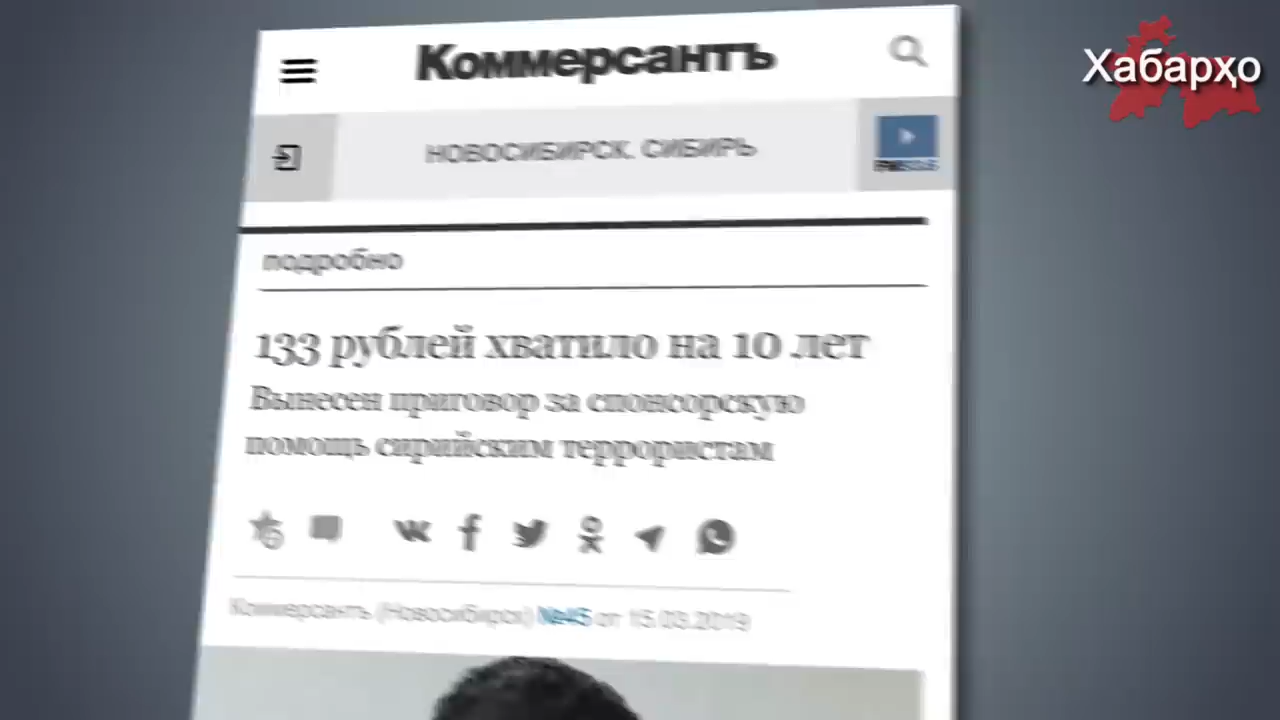 Коммерсантъ
Хабарҳо
НОВОСИБИРСК. СИБИРЬ
подробно
133 рублей хватило на 10 лет
Вынесен приговор за спонсорскую
помощь сирийским террористам
Коммерсантъ (Новосибирск) №45 от 15.03.2019